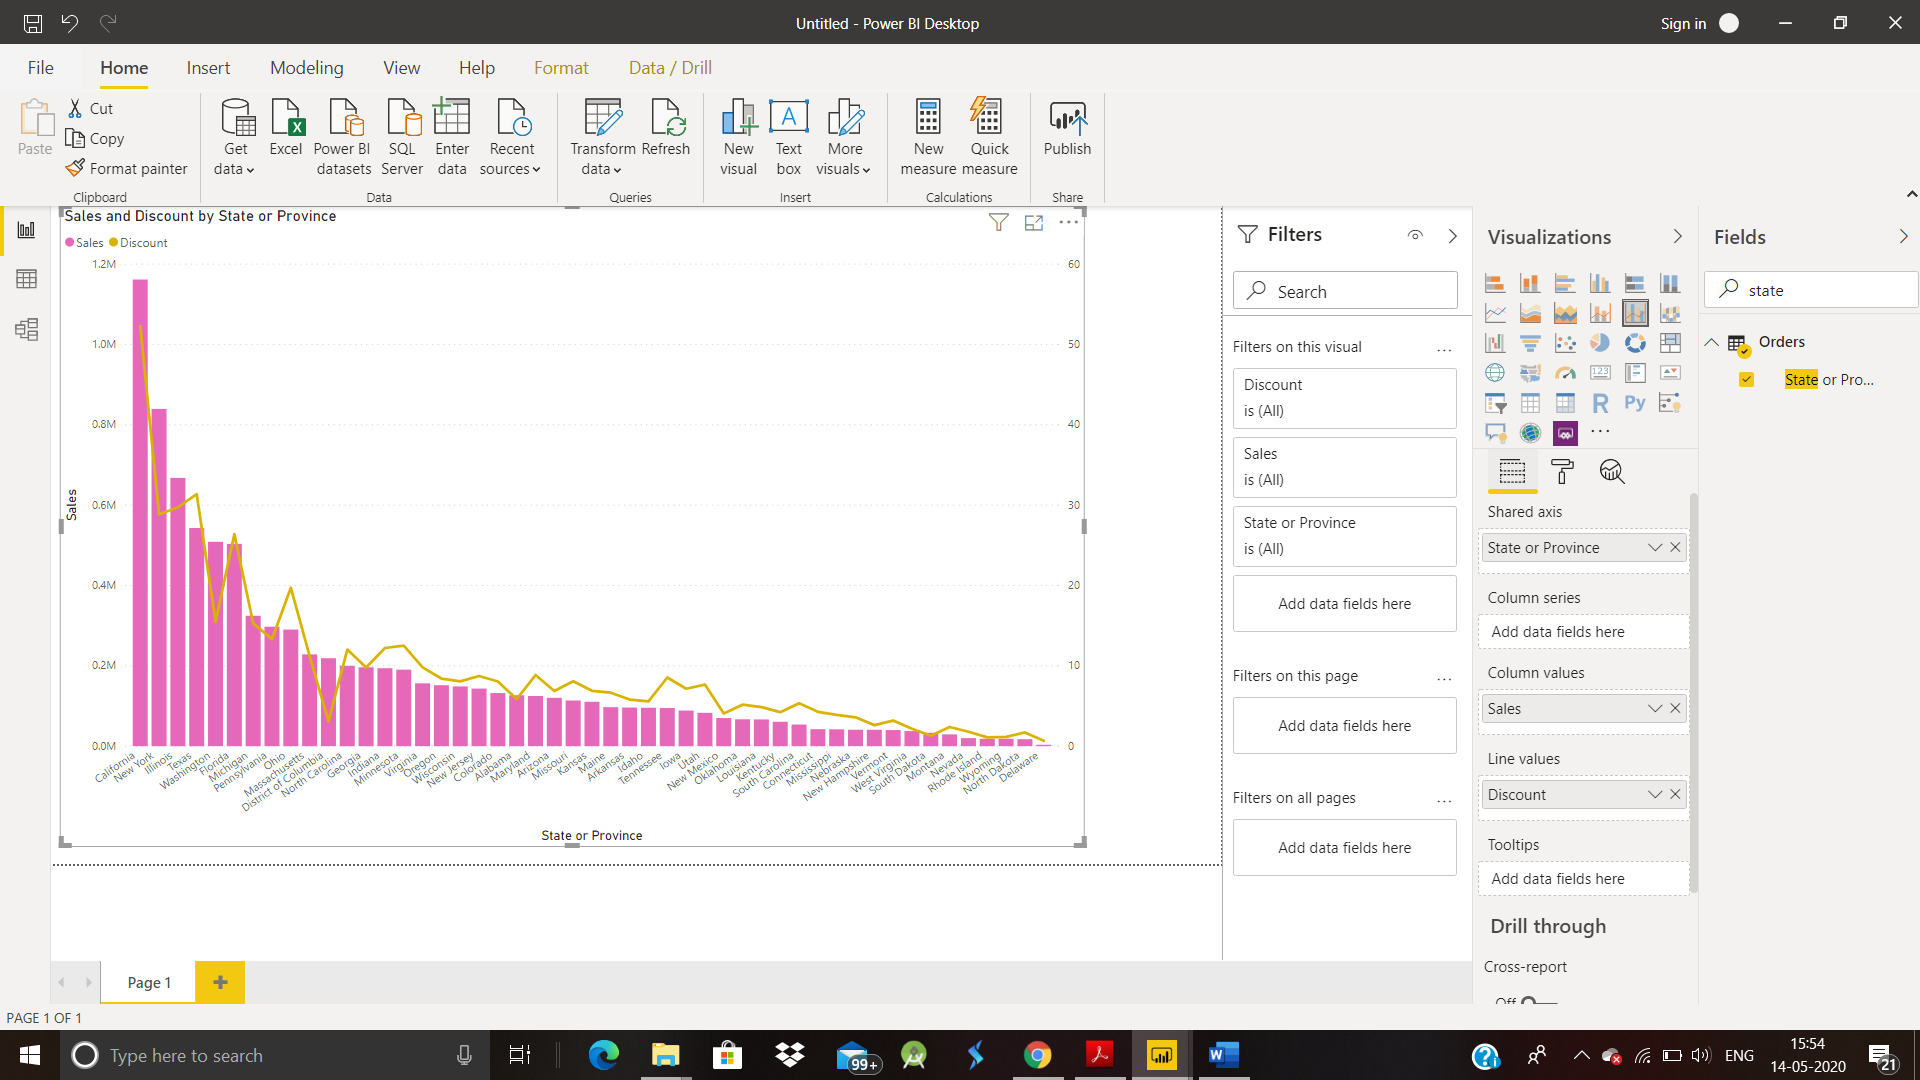 Untitled - Power BI Desktop
Sign in
File Home Insert Modeling View Help Format Data / Drill
Paste
Cut
Copy
Format painter
Clipboard
Get data
Excel
Power BI datasets
SQL Server
Enter data
Recent sources
Data
Transform data
Refresh
Queries
New visual
Text box
More visuals
Insert
New measure
Quick measure
Calculations
Publish
Share
Sales and Discount by State or Province
Sales Discount
1.2M
1.0M
0.8M
0.6M
0.4M
0.2M
0.0M
Sales
60
50
40
30
20
10
0
California
New York
Illinois
Texas
Washington
Florida
Michigan
Pennsylvania
Ohio
Massachusetts
District of Columbia
North Carolina
Georgia
Indiana
Minnesota
Virginia
Oregon
Wisconsin
New Jersey
Colorado
Alabama
Maryland
Arizona
Missouri
Kansas
Maine
Arkansas
Idaho
Tennessee
Iowa
Utah
New Mexico
Oklahoma
Louisiana
Kentucky
South Carolina
Connecticut
Mississippi
Nebraska
New Hampshire
Vermont
West Virginia
South Dakota
Montana
Nevada
Rhode Island
Wyoming
North Dakota
Delaware
State or Province
Filters
Search
Filters on this visual
...
Discount
is (All)
Sales
is (All)
State or Province
is (All)
Add data fields here
Filters on this page
...
Add data fields here
Filters on all pages
...
Add data fields here
Visualizations
123
R
Py
...
Shared axis
State or Province
Column series
Add data fields here
Column values
Sales
Line values
Discount
Tooltips
Add data fields here
Drill through
Cross-report
Off
Fields
state
Orders
State or Pro...
Page 1
PAGE 1 OF 1
Type here to search
99+
ENG
15:54
14-05-2020
21